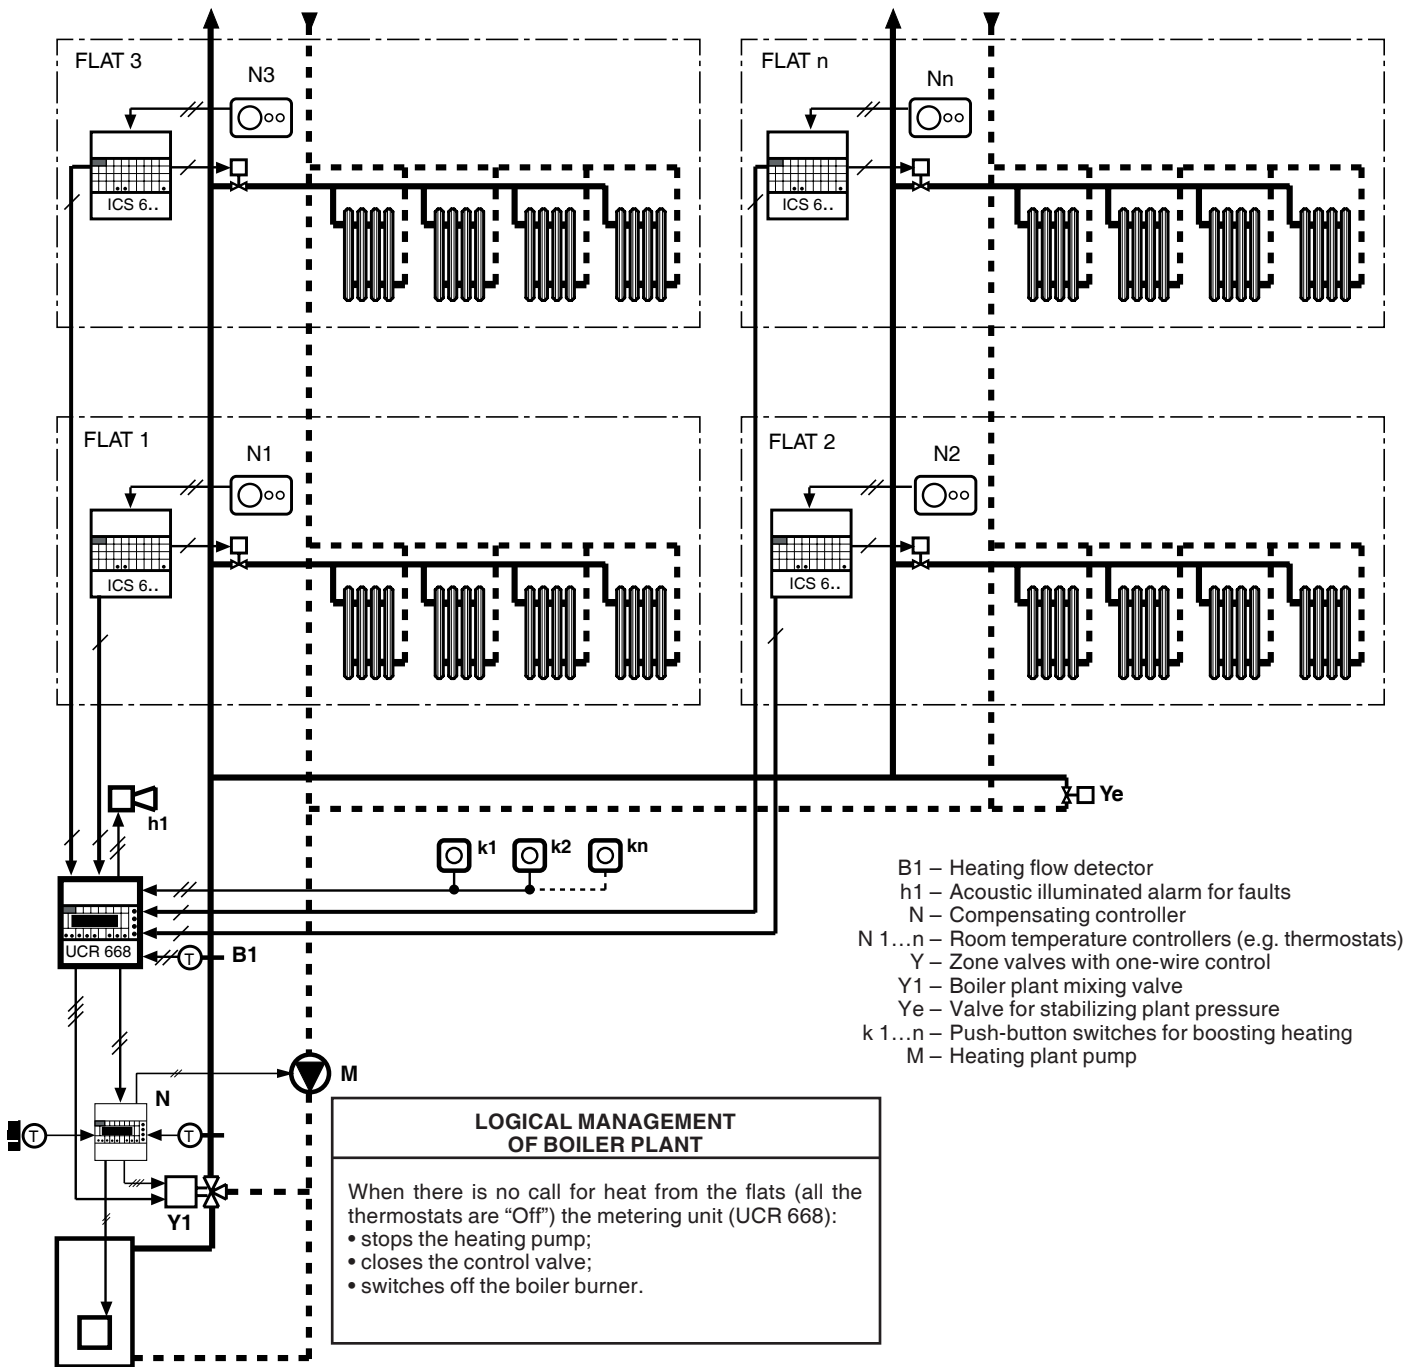 FLAT 3
N3
ICS 6..
FLAT n
Nn
ICS 6..
FLAT 1
N1
ICS 6..
FLAT 2
N2
ICS 6..
Ye
h1
k1
k2
kn
UCR 668
T
B1
B1 – Heating flow detector
h1 – Acoustic illuminated alarm for faults
N – Compensating controller
N 1…n – Room temperature controllers (e.g. thermostats)
Y – Zone valves with one-wire control
Y1 – Boiler plant mixing valve
Ye – Valve for stabilizing plant pressure
k 1…n – Push-button switches for boosting heating
M – Heating plant pump
M
N
T
T
Y1
LOGICAL MANAGEMENT
OF BOILER PLANT
When there is no call for heat from the flats (all the
thermostats are “Off”) the metering unit (UCR 668):
• stops the heating pump;
• closes the control valve;
• switches off the boiler burner.